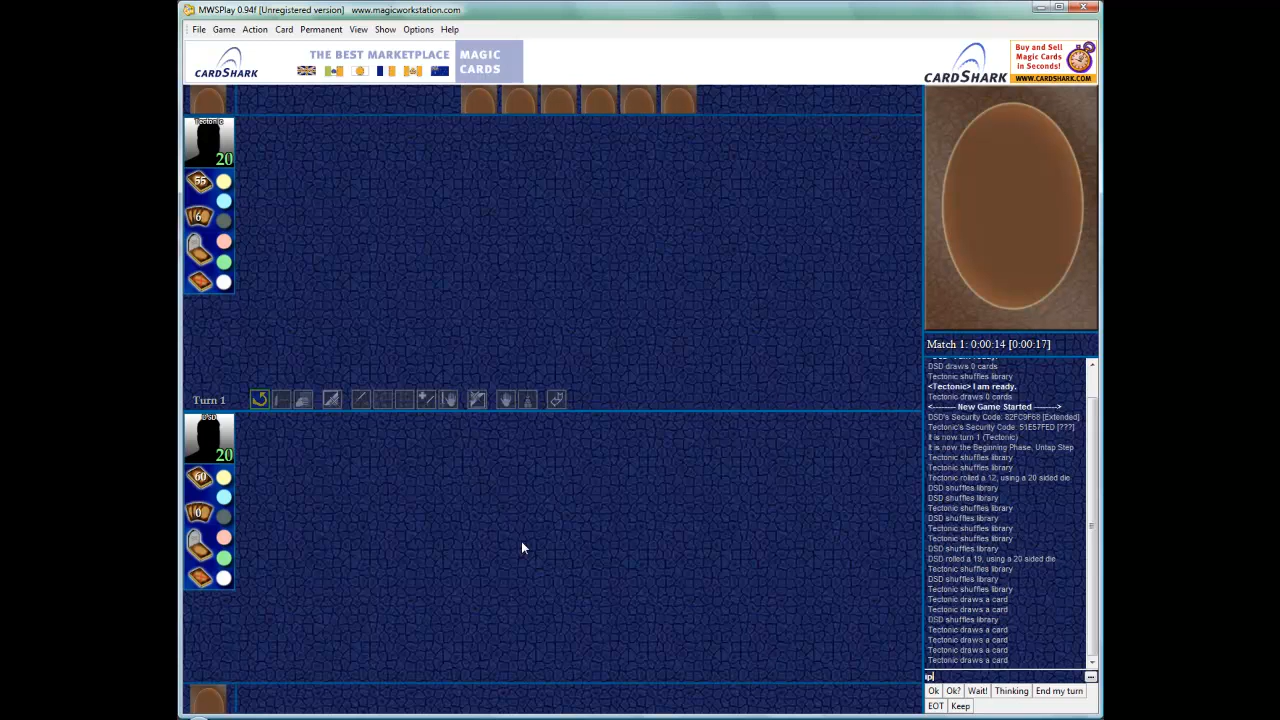 MWSPlay 0.94f [Unregistered version]   www.magicworkstation.com
File Game Action Card Permanent View Show Options Help
CARDSHARK
THE BEST MARKETPLACE MAGIC CARDS
CARDSHARK
Buy and Sell
Magic Cards
in Seconds!
WWW.CARDSHARK.COM
Tectonic
20
55
6
Turn 1
DSD
20
60
0
Match 1: 0:00:14 [0:00:17]
DSD draws 0 cards
Tectonic shuffles library
<Tectonic> I am ready.
Tectonic draws 0 cards
<--------- New Game Started --------->
DSD's Security Code: 82FC9F68 [Extended]
Tectonic's Security Code: 51E57FED [???]
It is now turn 1 (Tectonic)
It is now the Beginning Phase, Untap Step
Tectonic shuffles library
Tectonic shuffles library
Tectonic rolled a 12, using a 20 sided die
DSD shuffles library
DSD shuffles library
Tectonic shuffles library
DSD shuffles library
Tectonic shuffles library
Tectonic shuffles library
DSD shuffles library
DSD rolled a 19, using a 20 sided die
Tectonic shuffles library
DSD shuffles library
Tectonic shuffles library
Tectonic draws a card
Tectonic draws a card
DSD shuffles library
Tectonic draws a card
Tectonic draws a card
Tectonic draws a card
Tectonic draws a card
Ok Ok? Wait! Thinking End my turn
EOT Keep